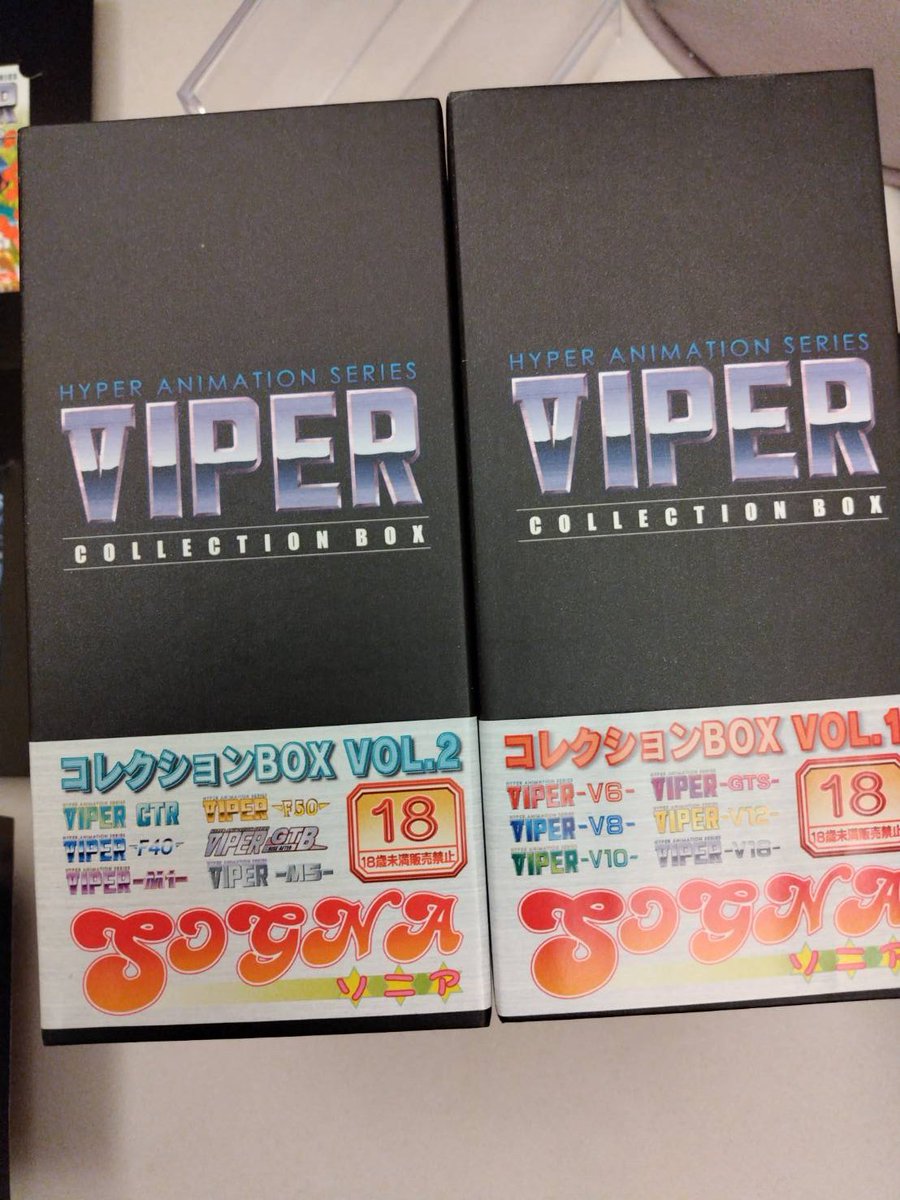 HYPER ANIMATION SERIES
VIPER
COLLECTION BOX
コレクションBOX VOL.2
VIPER CTR
VIPER -F50-
VIPER -F40-
VIPER GTB
VIPER -M1-
VIPER -M5-
18
18歳未満販売禁止
SOGNA
ソニア
HYPER ANIMATION SERIES
VIPER
COLLECTION BOX
コレクションBOX VOL.1
VIPER -V6-
VIPER -GTS-
VIPER -V8-
VIPER -V12-
VIPER -V10-
VIPER -V16-
18
18歳未満販売禁止
SOGNA
ソニア